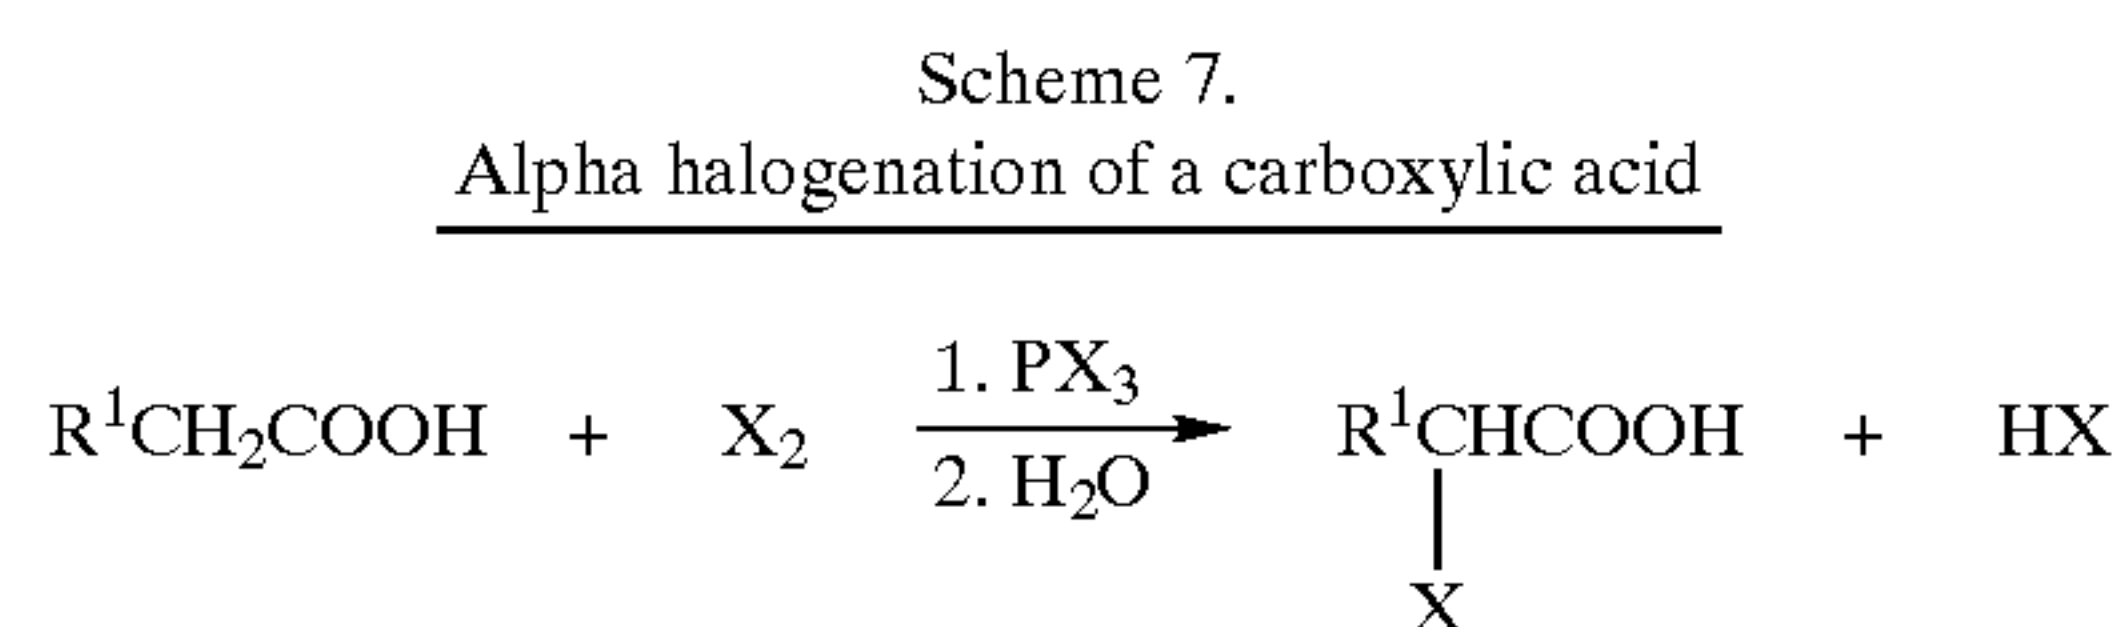 Scheme 7.
Alpha halogenation of a carboxylic acid
1. PX₃
R¹CH₂COOH + X₂ R¹CHCOOH + HX
2. H₂O
X